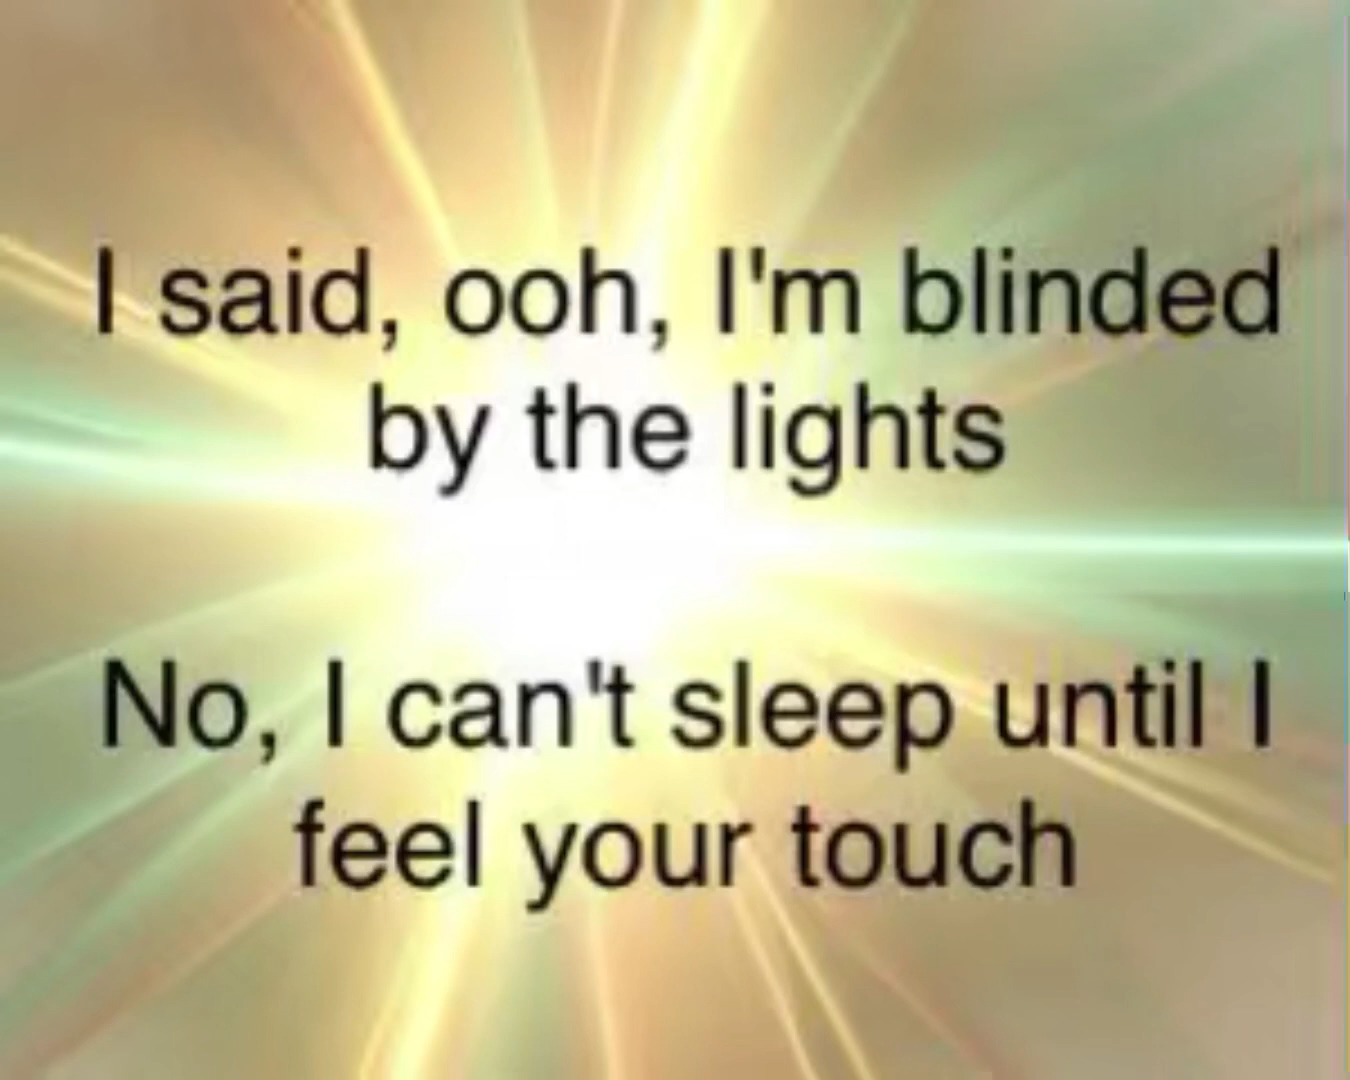 I said, ooh, I'm blinded
by the lights
No, I can't sleep until I
feel your touch